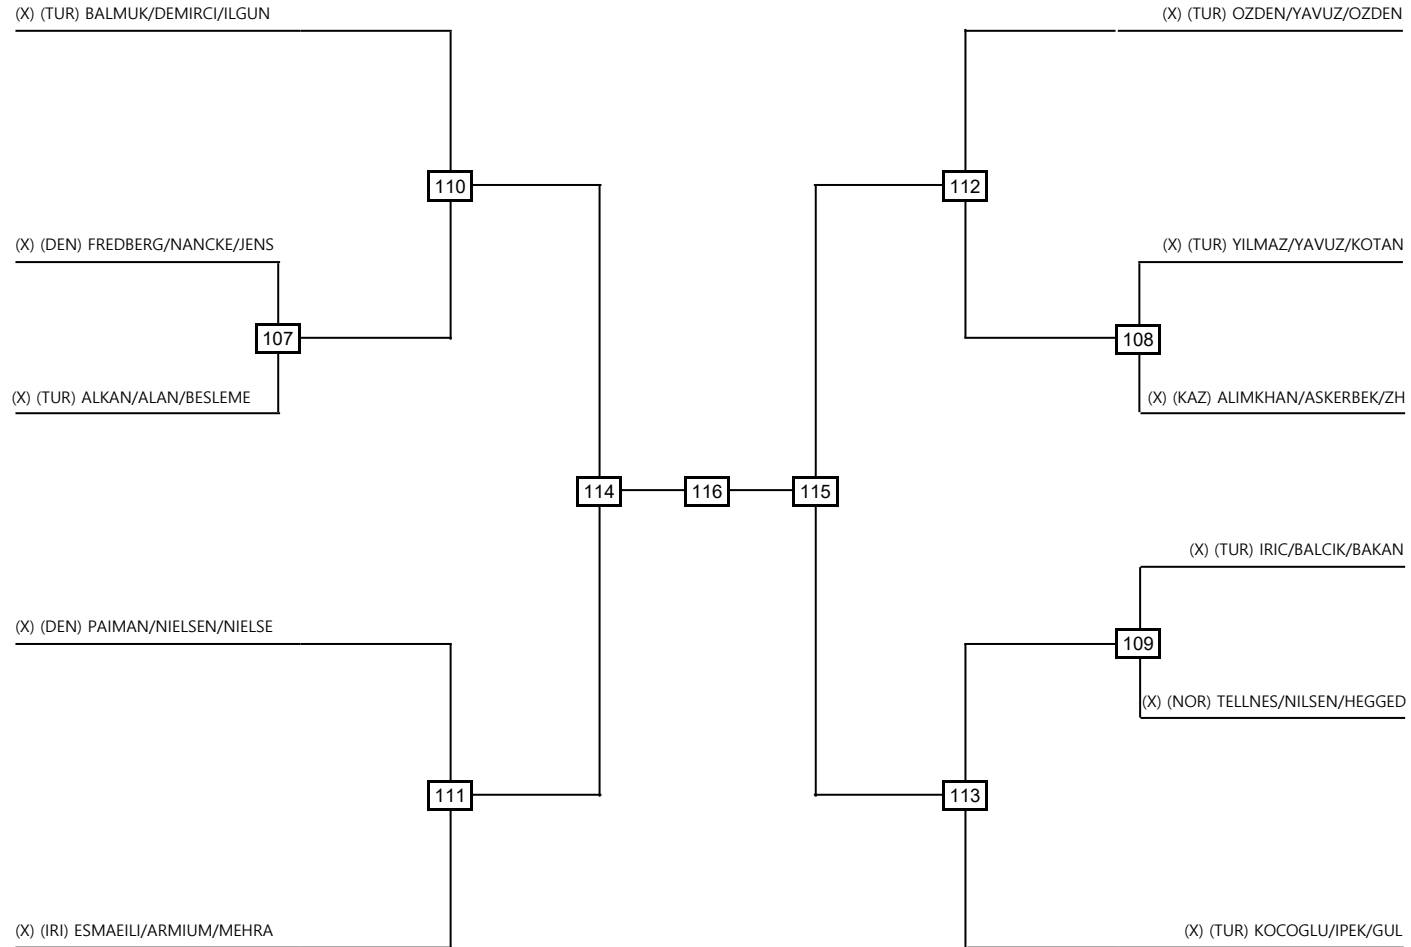 (X) (TUR) BALMUK/DEMIRCI/ILGUN
(X) (TUR) OZDEN/YAVUZ/OZDEN
110
112
(X) (DEN) FREDBERG/NANCKE/JENS
(X) (TUR) YILMAZ/YAVUZ/KOTAN
107
108
(X) (TUR) ALKAN/ALAN/BESLEME
(X) (KAZ) ALIMKHAN/ASKERBEK/ZH
114
116
115
(X) (TUR) IRIC/BALCIK/BAKAN
(X) (DEN) PAIMAN/NIELSEN/NIELSE
109
(X) (NOR) TELLNES/NILSEN/HEGGED
111
113
(X) (IRI) ESMAEILI/ARMIUM/MEHRA
(X) (TUR) KOCOGLU/IPEK/GUL